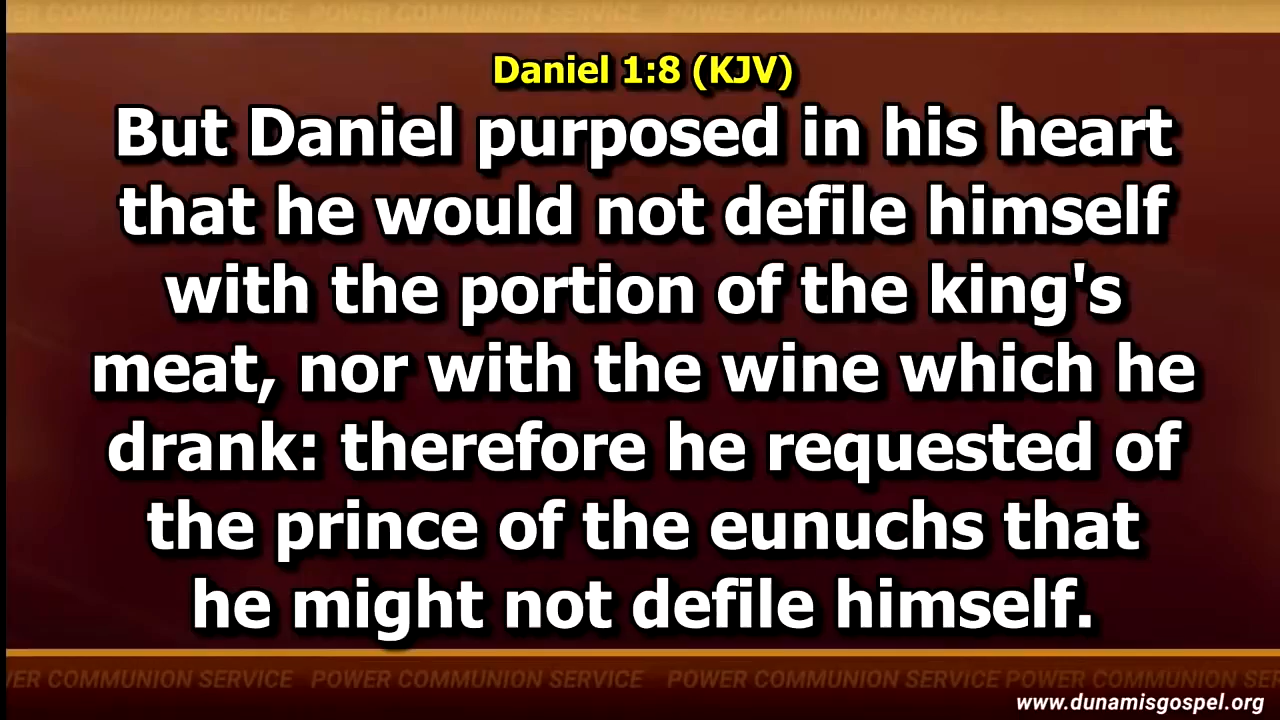 POWER COMMUNION SERVICE POWER COMMUNION SERVICE POWER COMMUNION SERVICE
Daniel 1:8 (KJV)
But Daniel purposed in his heart
that he would not defile himself
with the portion of the king's
meat, nor with the wine which he
drank: therefore he requested of
the prince of the eunuchs that
he might not defile himself.
ER COMMUNION SERVICE POWER COMMUNION SERVICE POWER COMMUNION SERVICE POWER COMMUNION SER
www.dunamisgospel.org